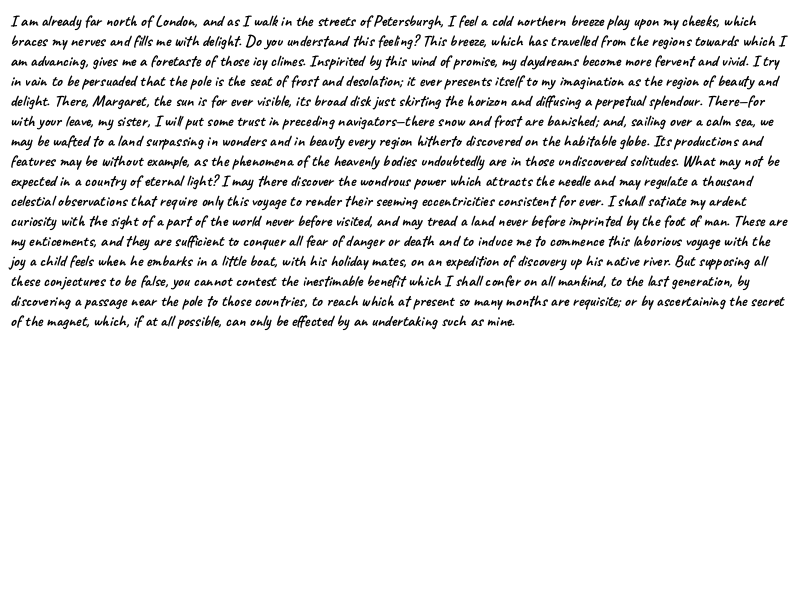 I am already far north of London, and as I walk in the streets of Petersburgh, I feel a cold northern breeze play upon my cheeks, which
braces my nerves and fills me with delight. Do you understand this feeling? This breeze, which has travelled from the regions towards which I
am advancing, gives me a foretaste of those icy climes. Inspirited by this wind of promise, my daydreams become more fervent and vivid. I try
in vain to be persuaded that the pole is the seat of frost and desolation; it ever presents itself to my imagination as the region of beauty and
delight. There, Margaret, the sun is for ever visible, its broad disk just skirting the horizon and diffusing a perpetual splendour. There—for
with your leave, my sister, I will put some trust in preceding navigators—there snow and frost are banished; and, sailing over a calm sea, we
may be wafted to a land surpassing in wonders and in beauty every region hitherto discovered on the habitable globe. Its productions and
features may be without example, as the phenomena of the heavenly bodies undoubtedly are in those undiscovered solitudes. What may not be
expected in a country of eternal light? I may there discover the wondrous power which attracts the needle and may regulate a thousand
celestial observations that require only this voyage to render their seeming eccentricities consistent for ever. I shall satiate my ardent
curiosity with the sight of a part of the world never before visited, and may tread a land never before imprinted by the foot of man. These are
my enticements, and they are sufficient to conquer all fear of danger or death and to induce me to commence this laborious voyage with the
joy a child feels when he embarks in a little boat, with his holiday mates, on an expedition of discovery up his native river. But supposing all
these conjectures to be false, you cannot contest the inestimable benefit which I shall confer on all mankind, to the last generation, by
discovering a passage near the pole to those countries, to reach which at present so many months are requisite; or by ascertaining the secret
of the magnet, which, if at all possible, can only be effected by an undertaking such as mine.